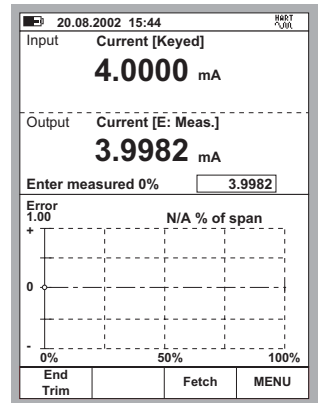 20.08.2002 15:44 HART
Input Current [Keyed]
4.0000 mA
Output Current [E: Meas.]
3.9982 mA
Enter measured 0% 3.9982
Error
1.00 N/A % of span
+
0
-
0% 50% 100%
End Trim Fetch MENU